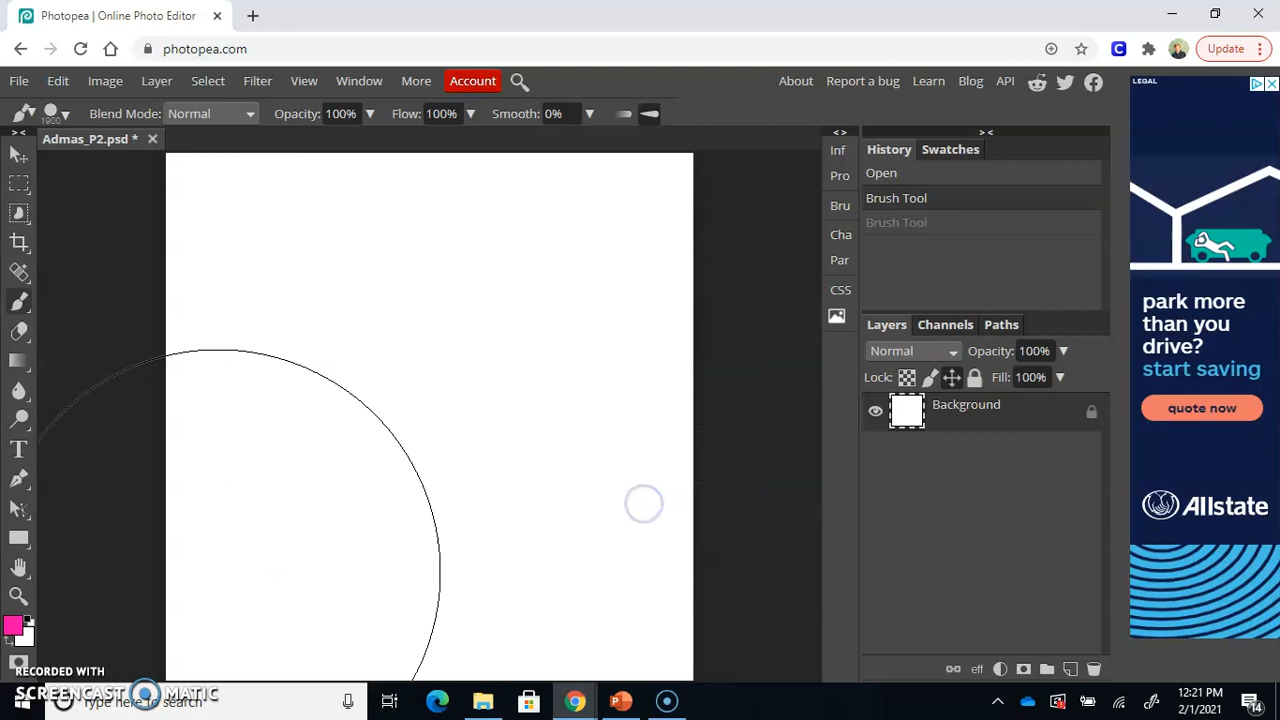 Photopea | Online Photo Editor
photopea.com
Update
File Edit Image Layer Select Filter View Window More Account
About Report a bug Learn Blog API
1900 Blend Mode: Normal Opacity: 100% Flow: 100% Smooth: 0%
Admas_P2.psd *
Inf
Pro
Bru
Cha
Par
CSS
History Swatches
Open
Brush Tool
Brush Tool
Layers Channels Paths
Normal Opacity: 100%
Lock: Fill: 100%
Background
eff
LEGAL
park more
than you
drive?
start saving
quote now
Allstate
RECORDED WITH
SCREENCAST MATIC
Type here to search
12:21 PM
2/1/2021
14